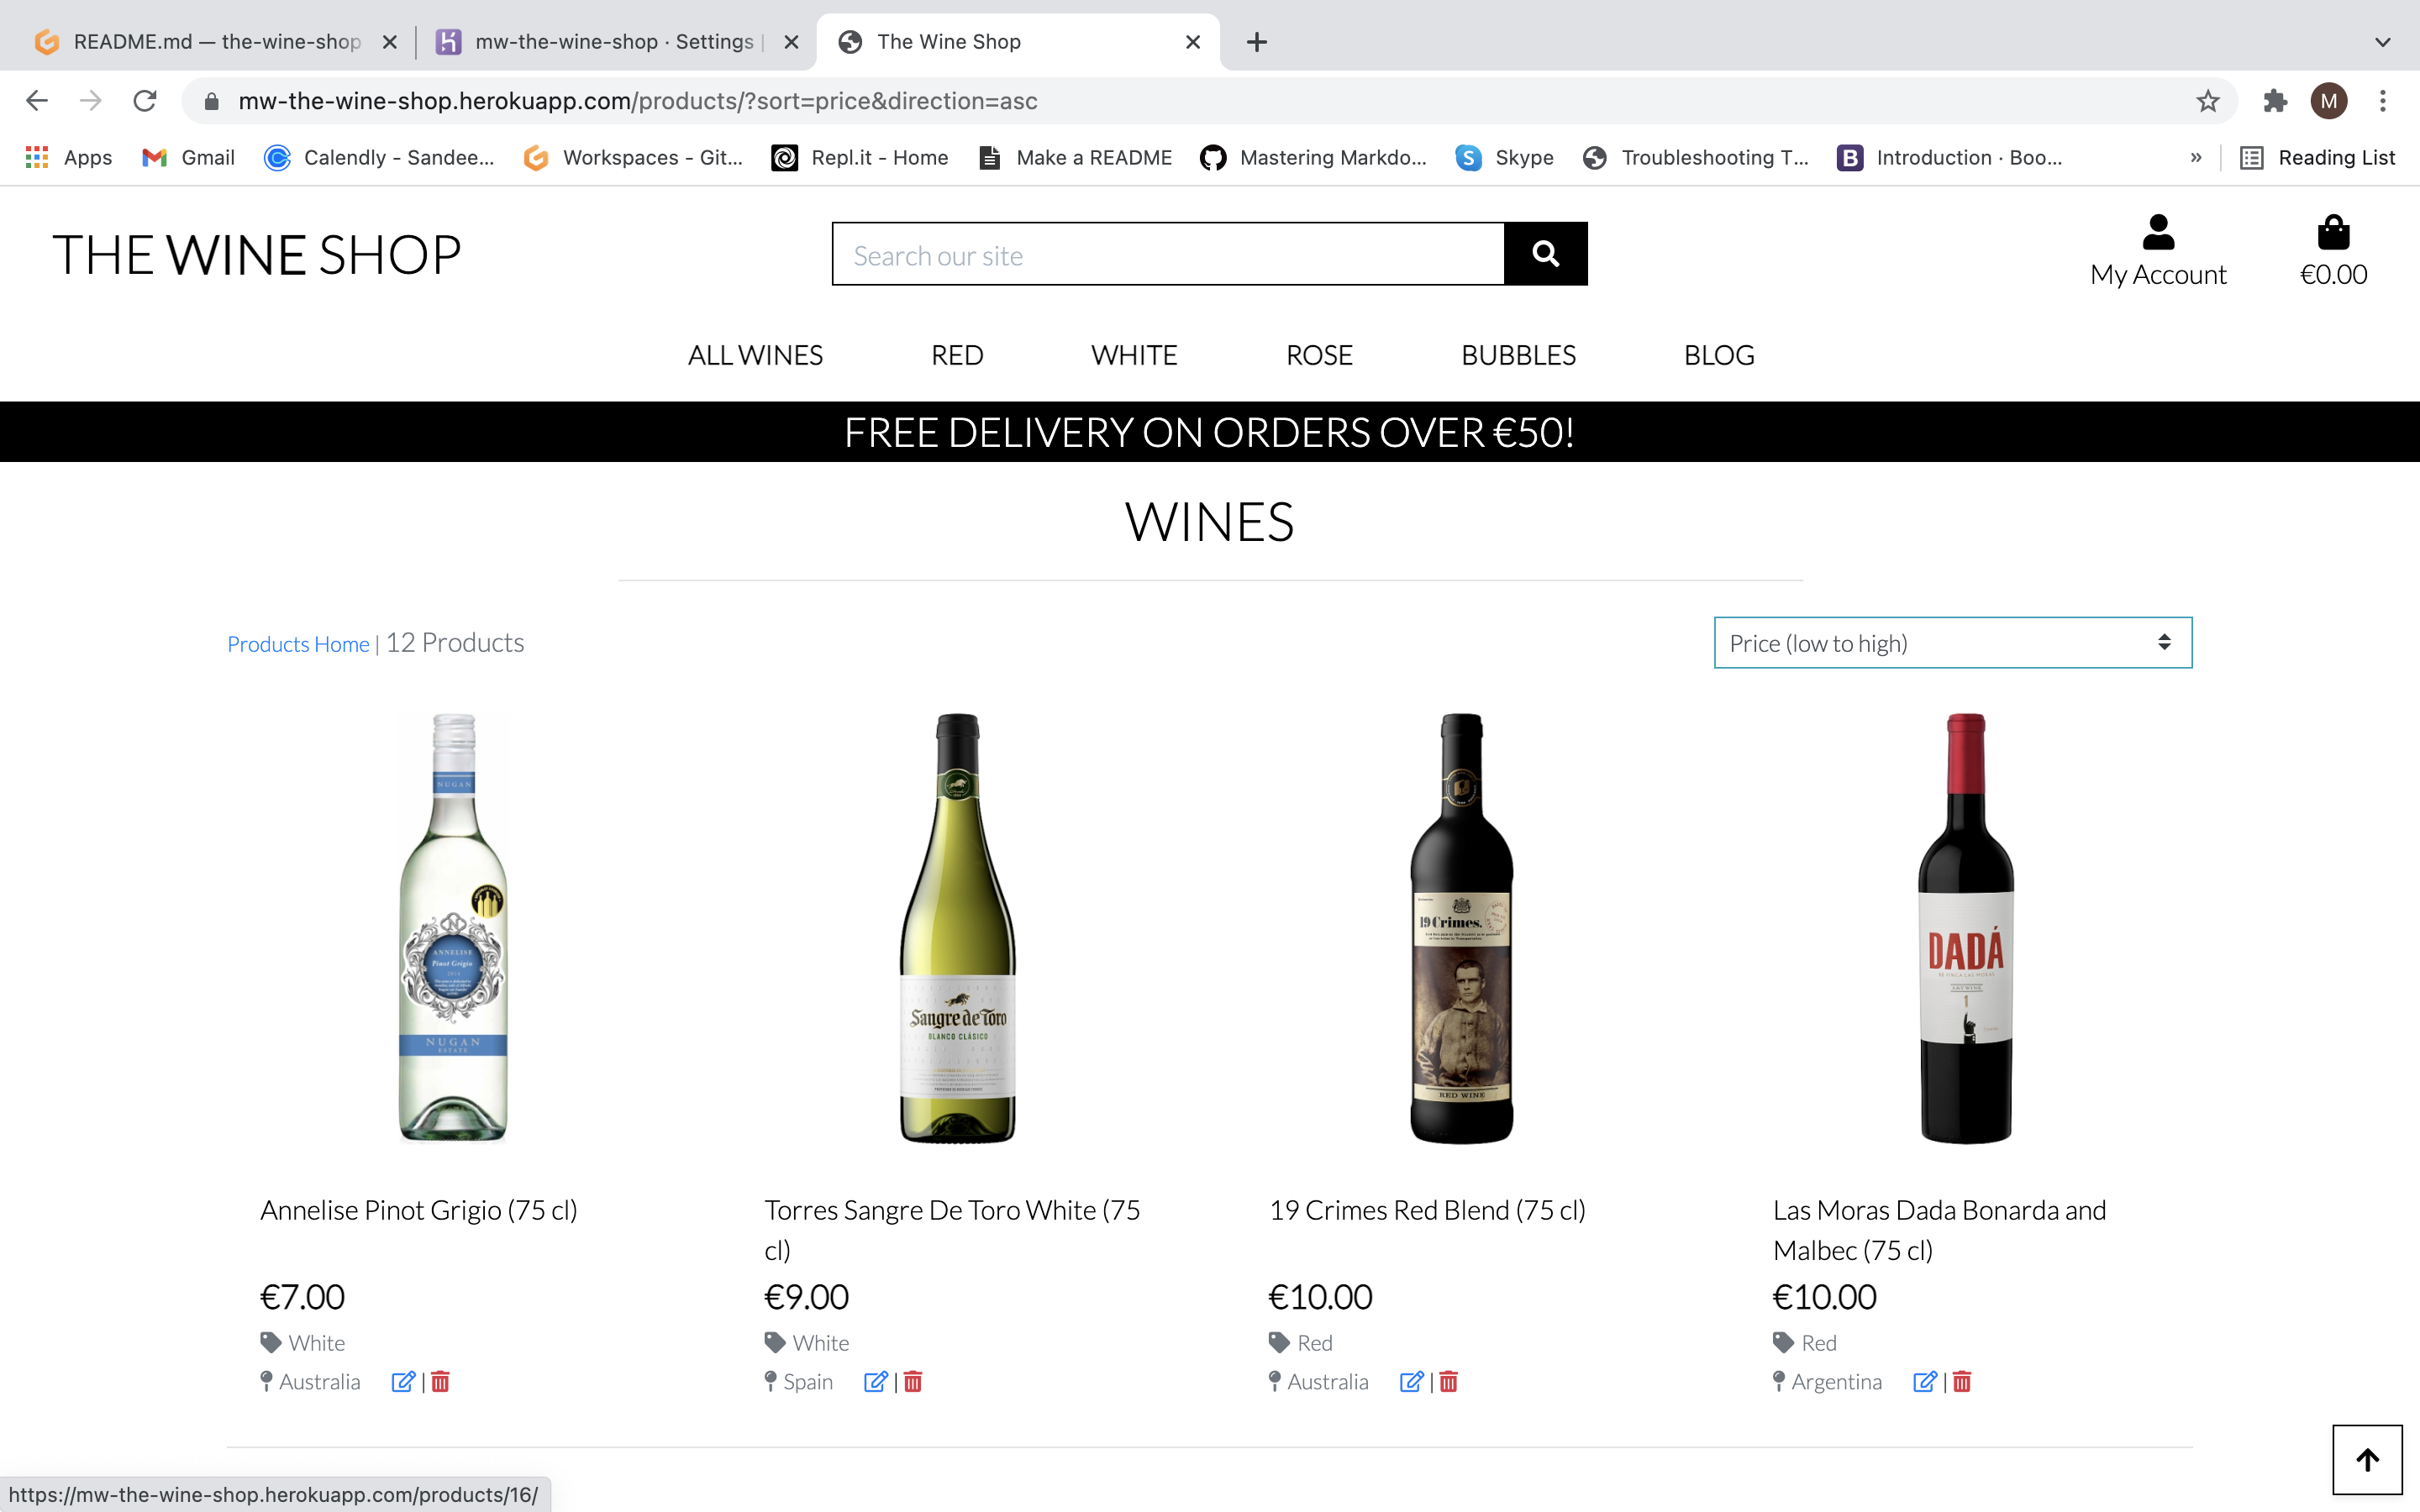 README.md — the-wine-shop
mw-the-wine-shop · Settings |
The Wine Shop
mw-the-wine-shop.herokuapp.com/products/?sort=price&direction=asc
M
Apps
Gmail
Calendly - Sandee...
Workspaces - Git...
Repl.it - Home
Make a README
Mastering Markdo...
Skype
Troubleshooting T...
B Introduction · Boo...
»
Reading List
THE WINE SHOP
Search our site
My Account
€0.00
ALL WINES
RED
WHITE
ROSE
BUBBLES
BLOG
FREE DELIVERY ON ORDERS OVER €50!
WINES
Products Home | 12 Products
Price (low to high)
NUGAN
ANNELISE
Pinot Grigio
NUGAN
ESTATE
Sangre de Toro
BLANCO CLÁSICO
19 Crimes.
RED WINE
DADÁ
DE FINCA LAS MORAS
ART WINE
1
Annelise Pinot Grigio (75 cl)
€7.00
White
Australia |
Torres Sangre De Toro White (75
cl)
€9.00
White
Spain |
19 Crimes Red Blend (75 cl)
€10.00
Red
Australia |
Las Moras Dada Bonarda and
Malbec (75 cl)
€10.00
Red
Argentina |
https://mw-the-wine-shop.herokuapp.com/products/16/